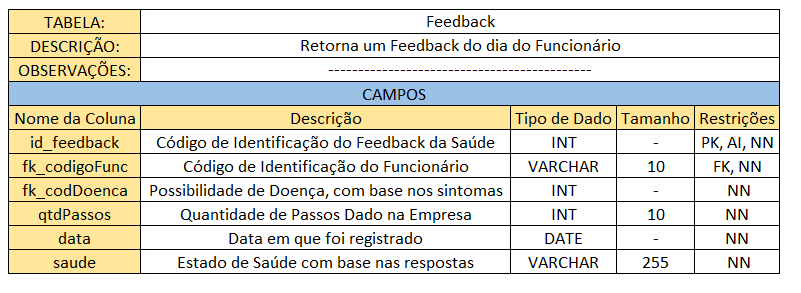 TABELA: Feedback
DESCRIÇÃO: Retorna um Feedback do dia do Funcionário
OBSERVAÇÕES: --------------------------------------------
CAMPOS
Nome da Coluna Descrição Tipo de Dado Tamanho Restrições
id_feedback Código de Identificação do Feedback da Saúde INT - PK, AI, NN
fk_codigoFunc Código de Identificação do Funcionário VARCHAR 10 FK, NN
fk_codDoenca Possibilidade de Doença, com base nos sintomas INT - NN
qtdPassos Quantidade de Passos Dado na Empresa INT 10 NN
data Data em que foi registrado DATE - NN
saude Estado de Saúde com base nas respostas VARCHAR 255 NN